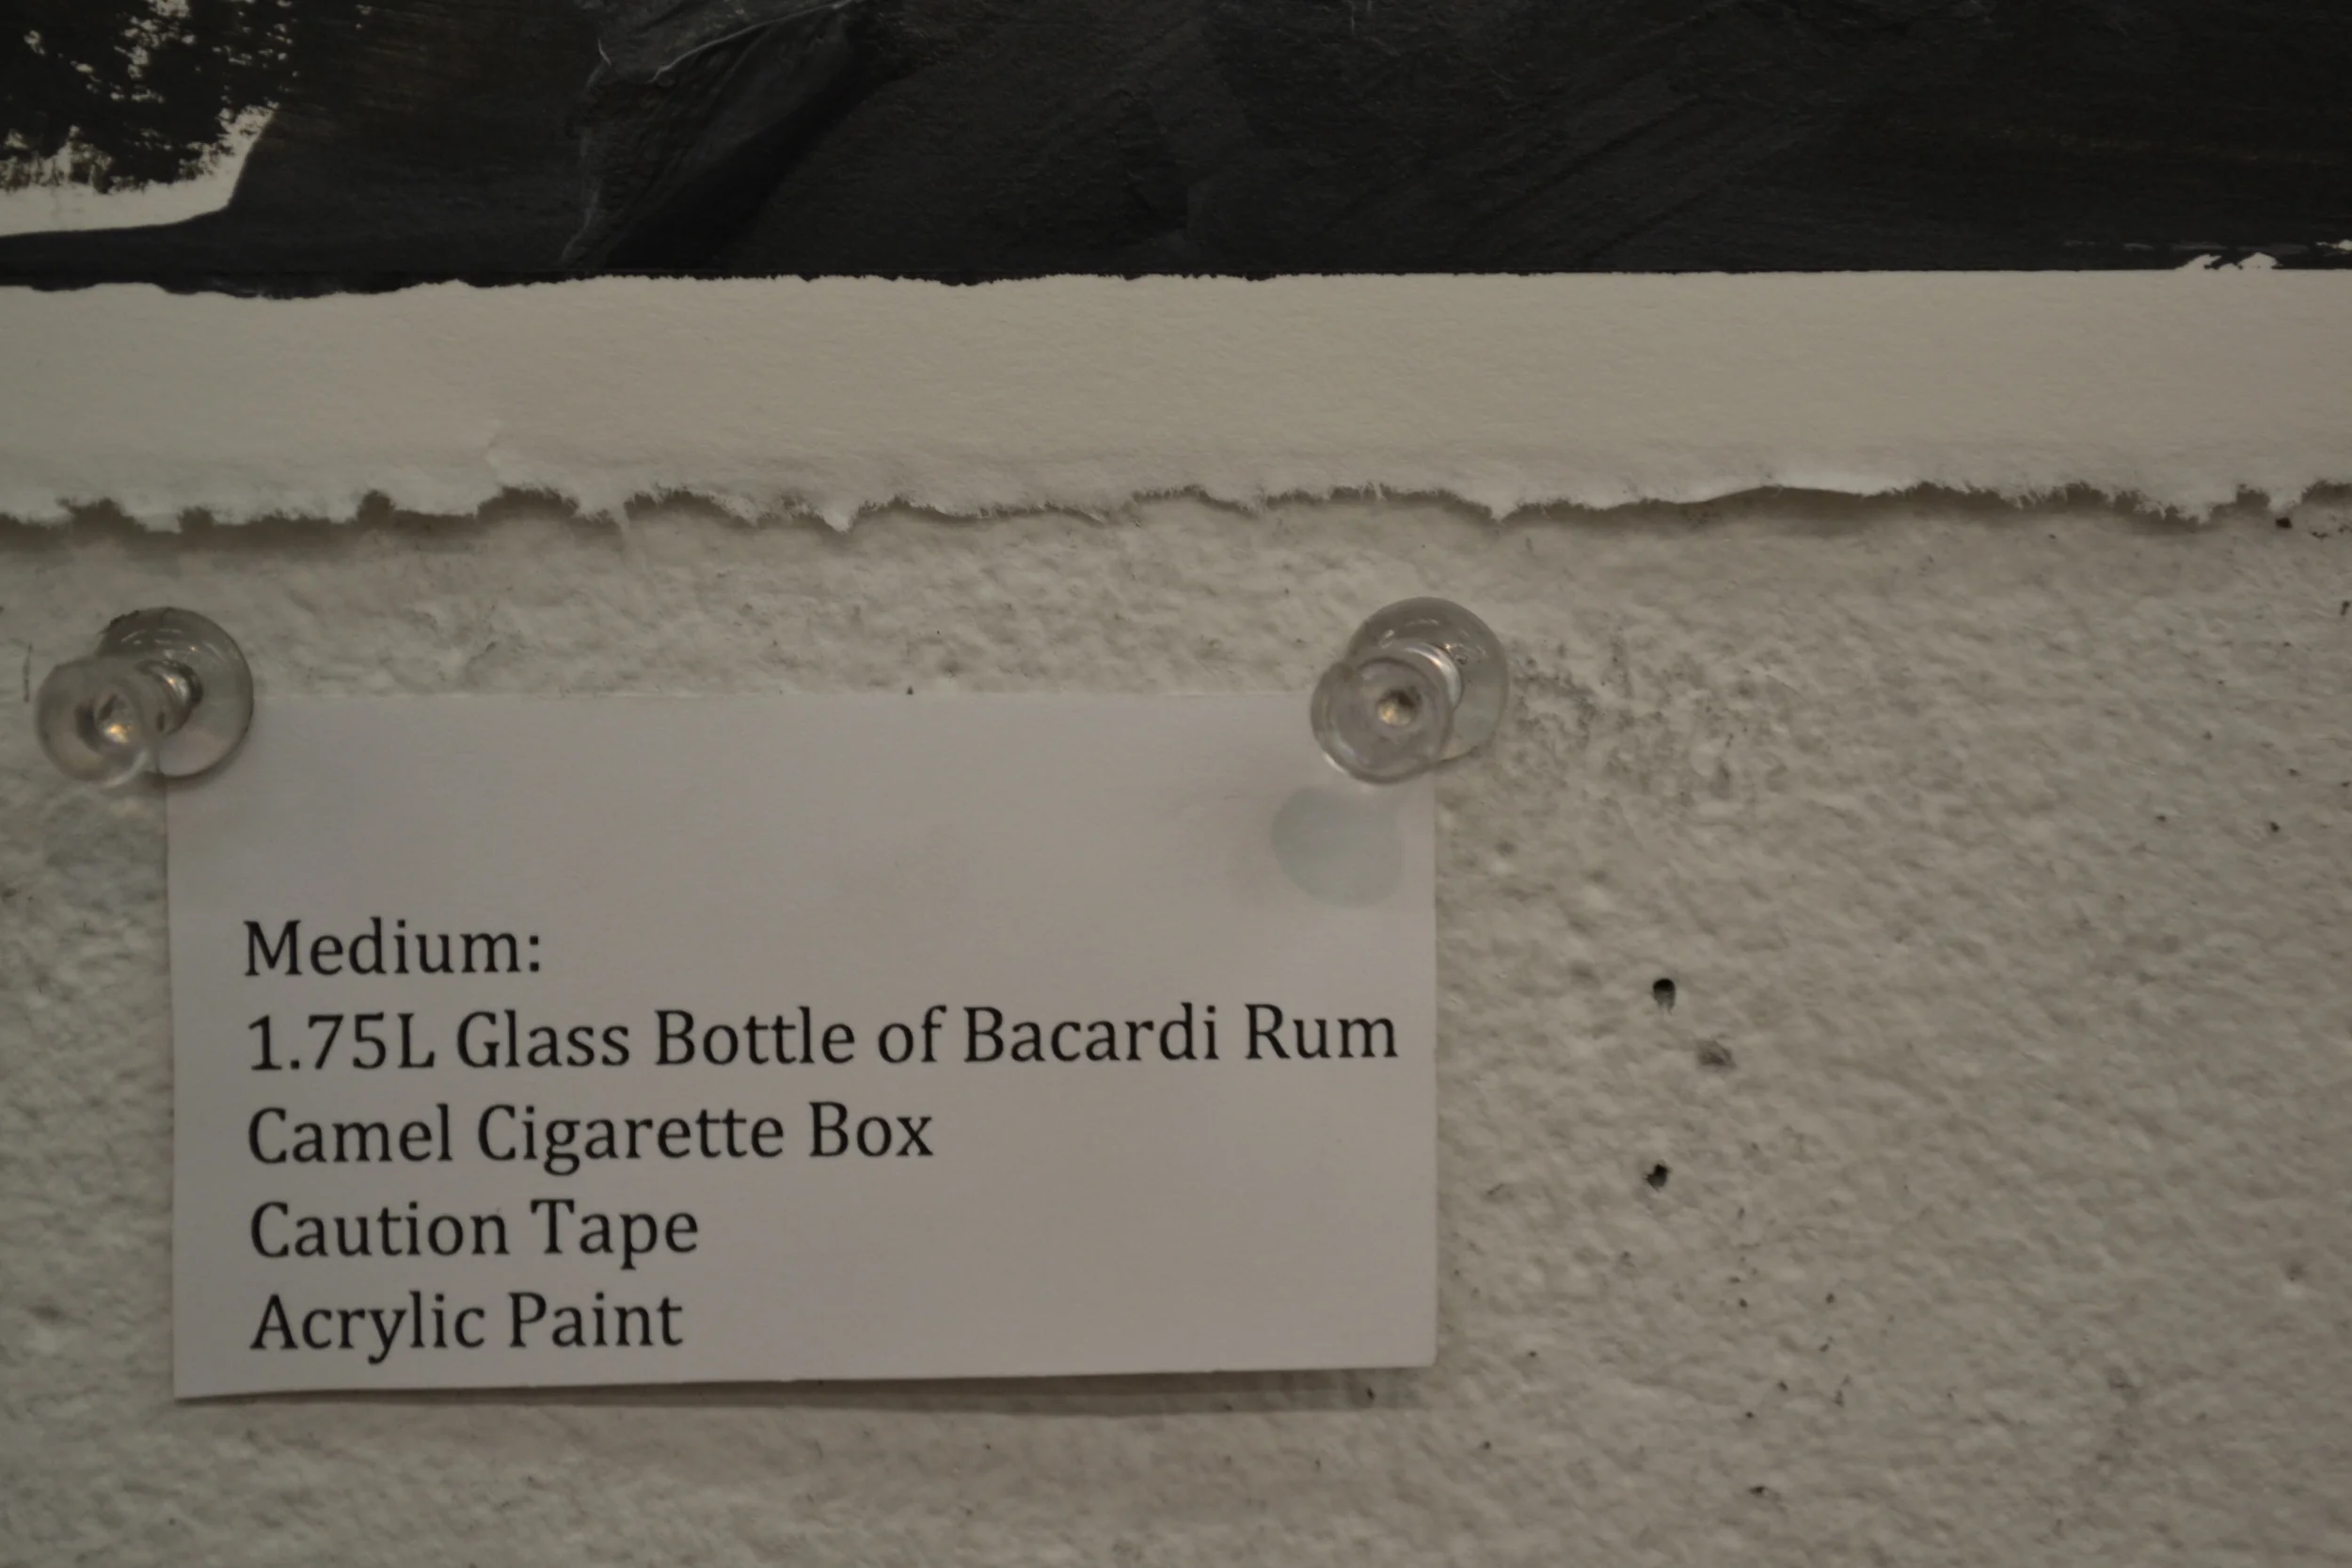 Medium:
1.75L Glass Bottle of Bacardi Rum
Camel Cigarette Box
Caution Tape
Acrylic Paint